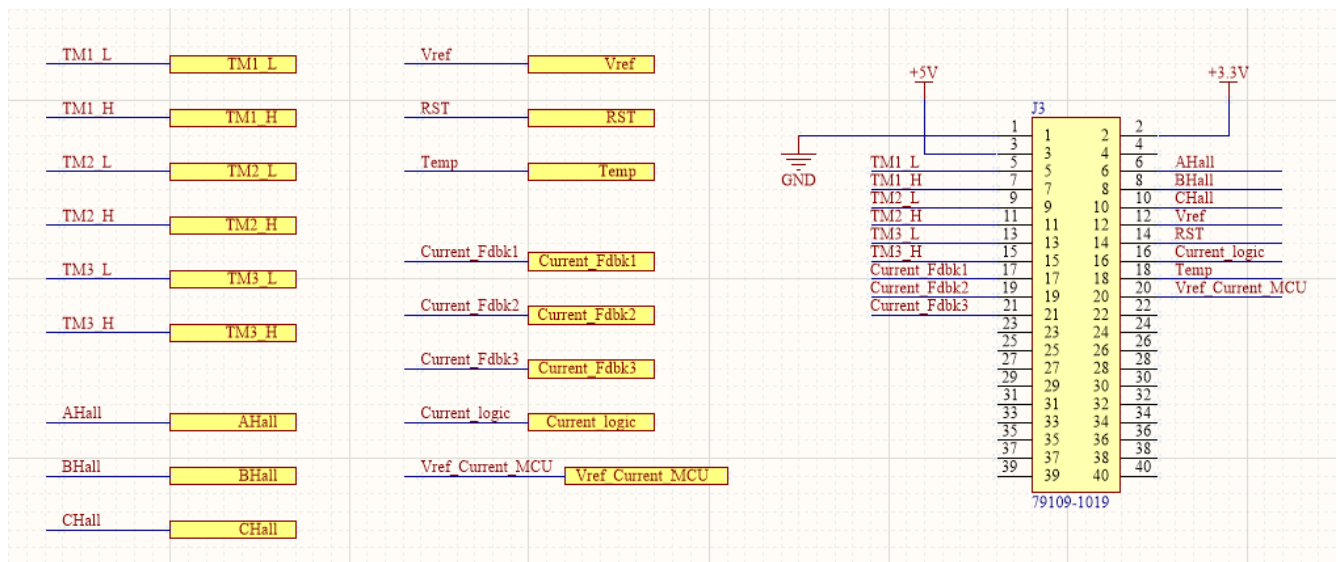 TM1_L
TM1_L
TM1_H
TM1_H
TM2_L
TM2_L
TM2_H
TM2_H
TM3_L
TM3_L
TM3_H
TM3_H
AHall
AHall
BHall
BHall
CHall
CHall
Vref
Vref
RST
RST
Temp
Temp
Current_Fdbk1
Current_Fdbk1
Current_Fdbk2
Current_Fdbk2
Current_Fdbk3
Current_Fdbk3
Current_logic
Current_logic
Vref_Current_MCU
Vref_Current_MCU
+5V
+3.3V
J3
GND
1 1 2 2
3 3 4 4
TM1_L 5 5 6 6 AHall
TM1_H 7 7 8 8 BHall
TM2_L 9 9 10 10 CHall
TM2_H 11 11 12 12 Vref
TM3_L 13 13 14 14 RST
TM3_H 15 15 16 16 Current_logic
Current_Fdbk1 17 17 18 18 Temp
Current_Fdbk2 19 19 20 20 Vref_Current_MCU
Current_Fdbk3 21 21 22 22
23 23 24 24
25 25 26 26
27 27 28 28
29 29 30 30
31 31 32 32
33 33 34 34
35 35 36 36
37 37 38 38
39 39 40 40
79109-1019